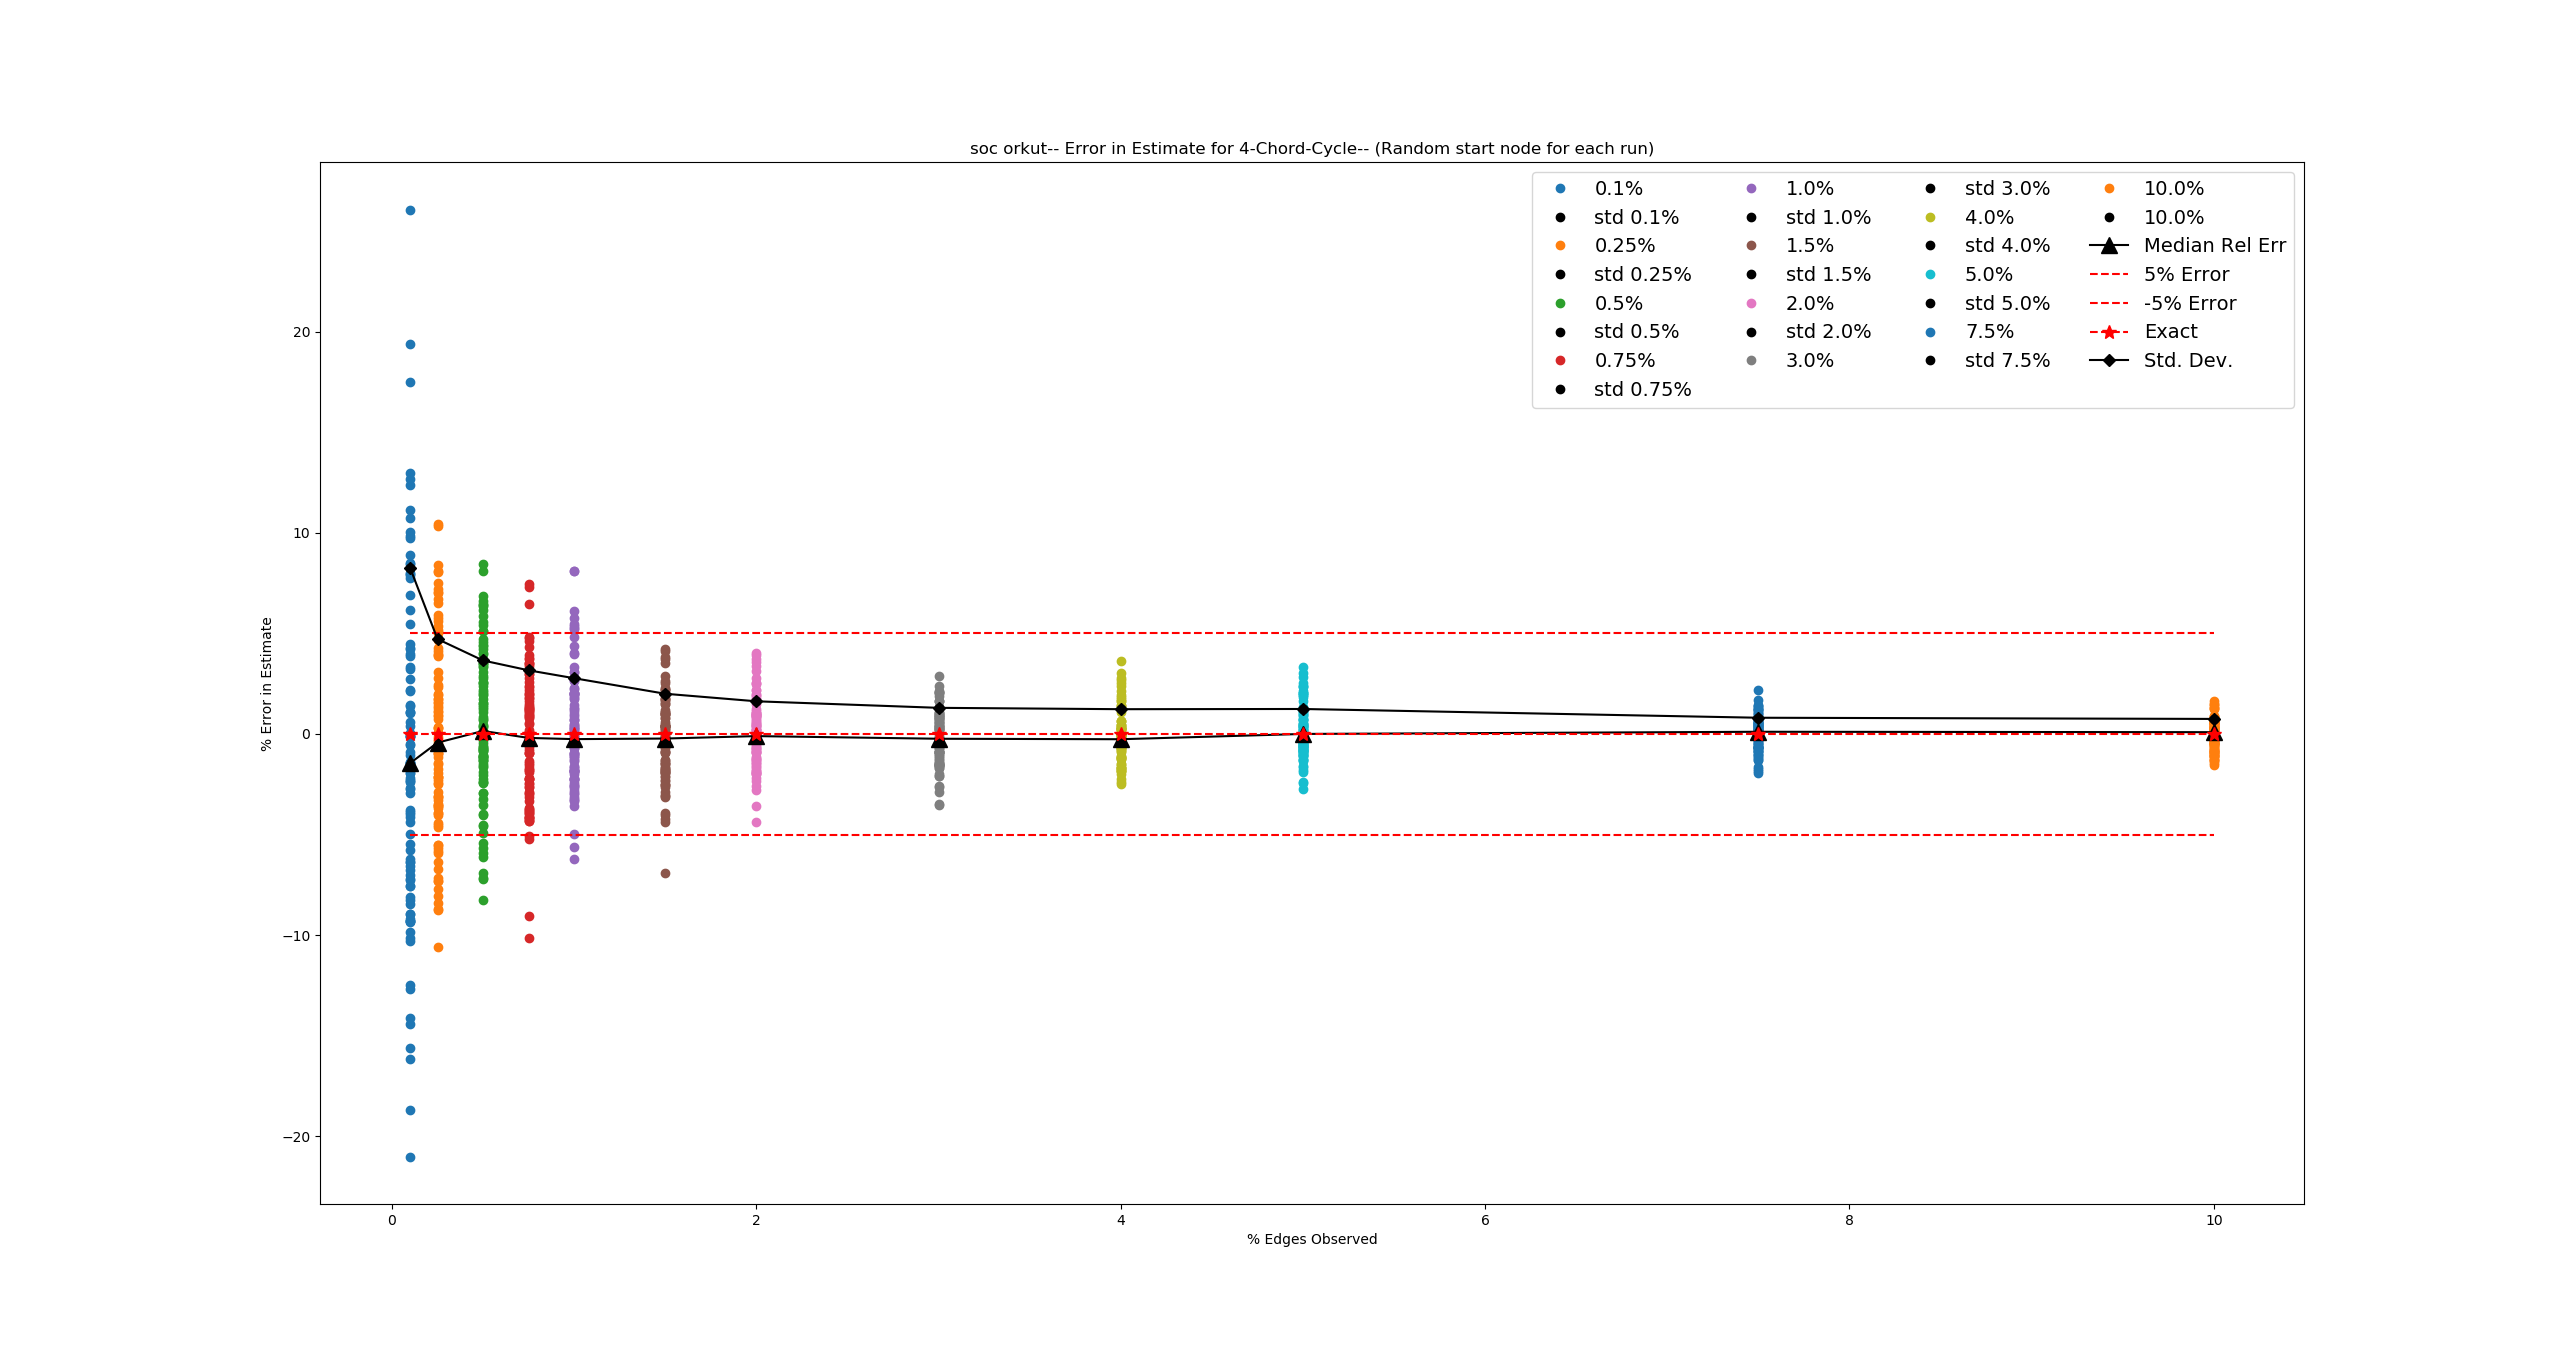 soc orkut-- Error in Estimate for 4-Chord-Cycle-- (Random start node for each run)
0.1%
std 0.1%
0.25%
std 0.25%
0.5%
std 0.5%
0.75%
std 0.75%
1.0%
std 1.0%
1.5%
std 1.5%
2.0%
std 2.0%
3.0%
std 3.0%
4.0%
std 4.0%
5.0%
std 5.0%
7.5%
std 7.5%
10.0%
10.0%
Median Rel Err
5% Error
-5% Error
Exact
Std. Dev.
% Error in Estimate
20
10
0
−10
−20
0
2
4
6
8
10
% Edges Observed